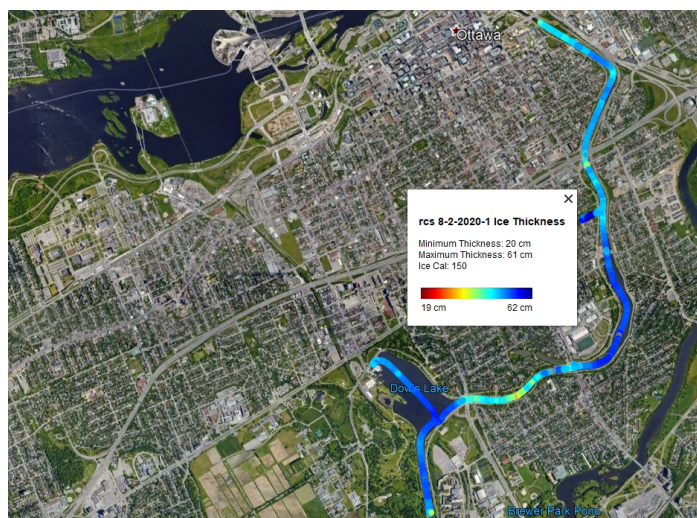 Ottawa
rcs 8-2-2020-1 Ice Thickness
Minimum Thickness: 20 cm
Maximum Thickness: 61 cm
Ice Cal: 150
19 cm 62 cm
Dow's Lake
Brewer Park Pond